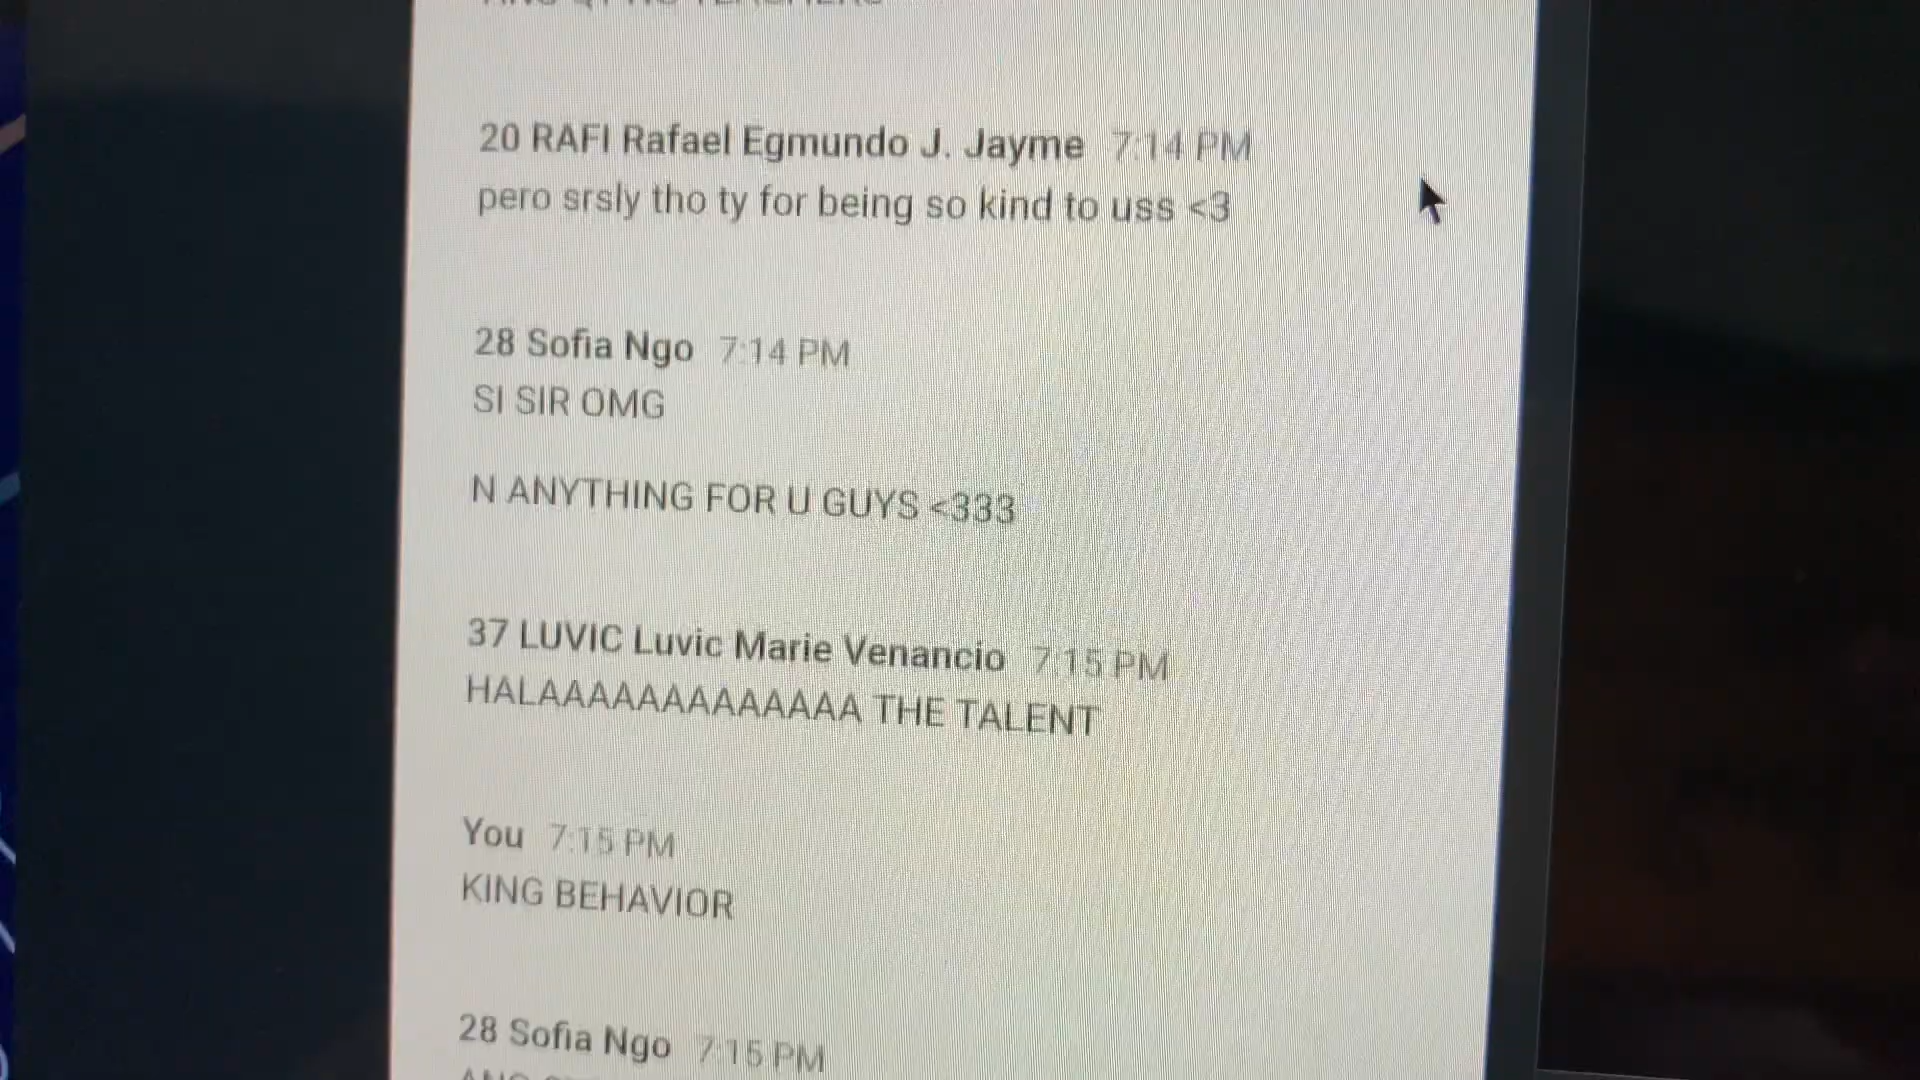 20 RAFI Rafael Egmundo J. Jayme 7:14 PM
pero srsly tho ty for being so kind to uss <3
28 Sofia Ngo 7:14 PM
SI SIR OMG
N ANYTHING FOR U GUYS <333
37 LUVIC Luvic Marie Venancio 7:15 PM
HALAAAAAAAAAAAAA THE TALENT
You 7:15 PM
KING BEHAVIOR
28 Sofia Ngo 7:15 PM